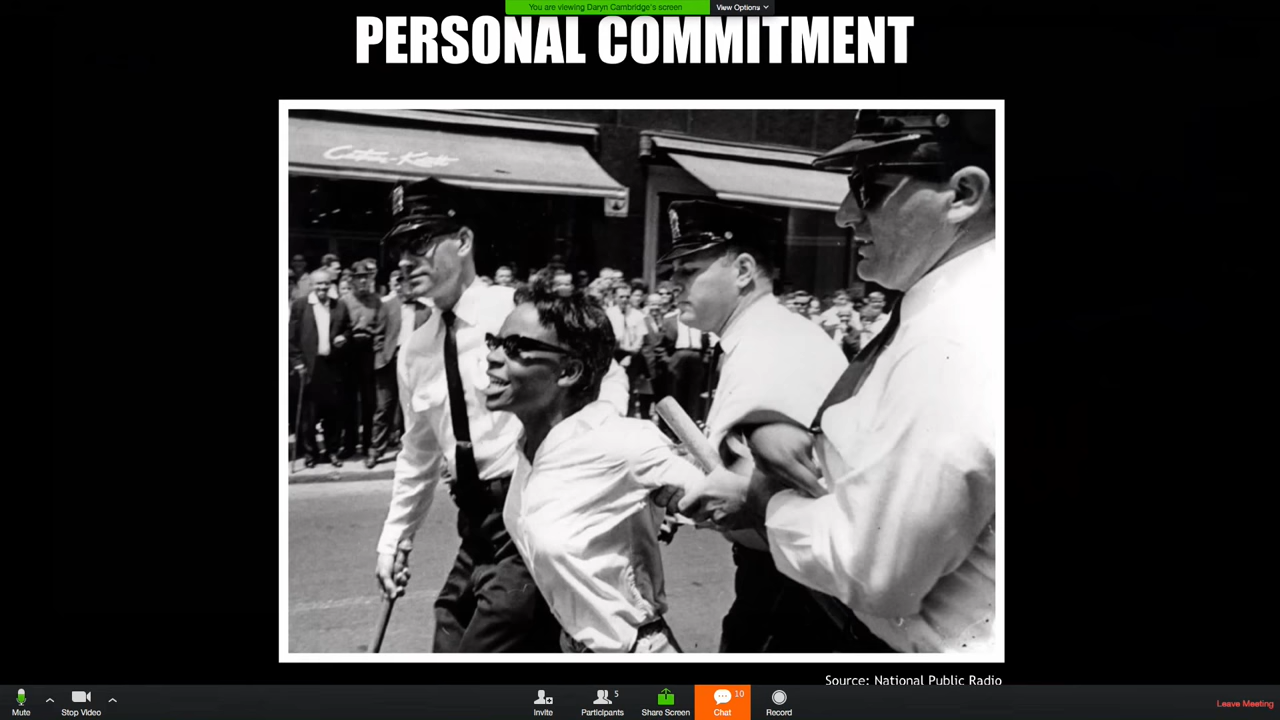 You are viewing Daryn Cambridge's screen
View Options
PERSONAL COMMITMENT
Source: National Public Radio
Mute
Stop Video
Invite
Participants
5
Share Screen
Chat
10
Record
Leave Meeting